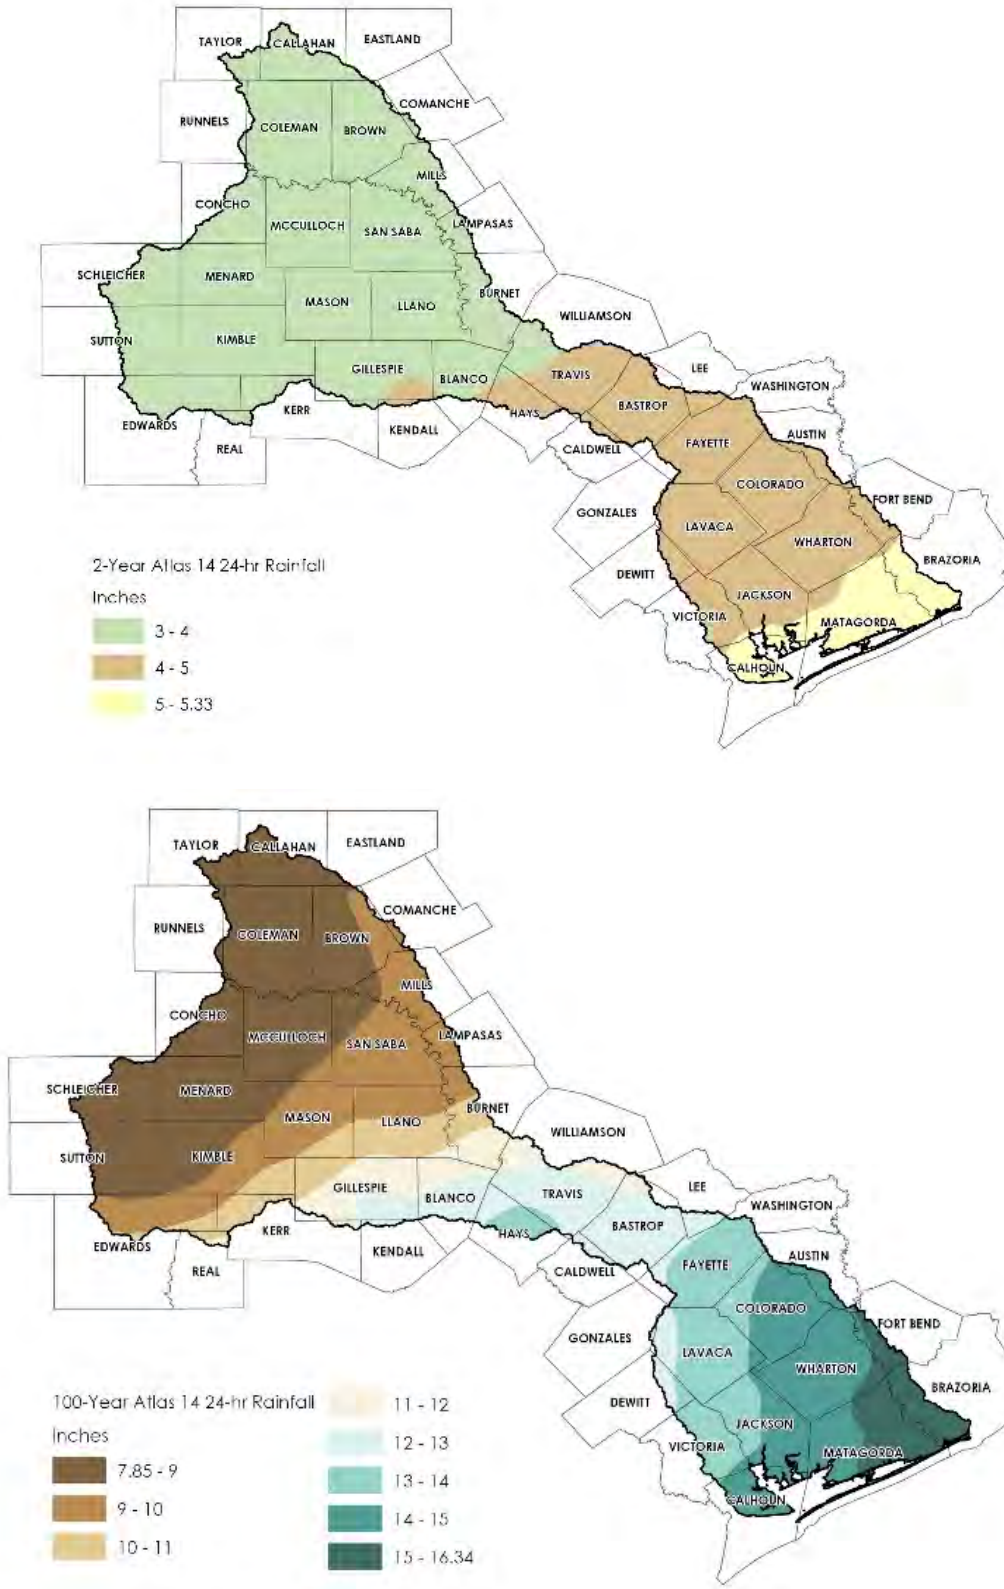 TAYLOR
CALLAHAN
EASTLAND
COMANCHE
RUNNELS
COLEMAN
BROWN
MILLS
CONCHO
MCCULLOCH
SAN SABA
LAMPASAS
SCHLEICHER
MENARD
MASON
LLANO
BURNET
WILLIAMSON
SUTTON
KIMBLE
GILLESPIE
BLANCO
TRAVIS
LEE
WASHINGTON
EDWARDS
REAL
KERR
KENDALL
HAYS
BASTROP
CALDWELL
FAYETTE
AUSTIN
GONZALES
COLORADO
FORT BEND
LAVACA
WHARTON
BRAZORIA
DEWITT
VICTORIA
JACKSON
MATAGORDA
CALHOUN
2-Year Atlas 14 24-hr Rainfall
Inches
3 - 4
4 - 5
5 - 5.33
TAYLOR
CALLAHAN
EASTLAND
COMANCHE
RUNNELS
COLEMAN
BROWN
MILLS
CONCHO
MCCULLOCH
SAN SABA
LAMPASAS
SCHLEICHER
MENARD
MASON
LLANO
BURNET
WILLIAMSON
SUTTON
KIMBLE
GILLESPIE
BLANCO
TRAVIS
LEE
WASHINGTON
EDWARDS
REAL
KERR
KENDALL
HAYS
BASTROP
CALDWELL
FAYETTE
AUSTIN
GONZALES
COLORADO
FORT BEND
LAVACA
WHARTON
BRAZORIA
DEWITT
VICTORIA
JACKSON
MATAGORDA
CALHOUN
100-Year Atlas 14 24-hr Rainfall
Inches
7.85 - 9
9 - 10
10 - 11
11 - 12
12 - 13
13 - 14
14 - 15
15 - 16.34